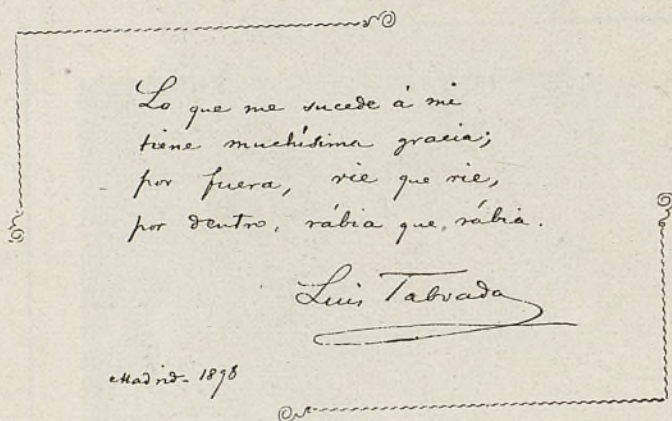 Lo que me sucede á mi
tiene muchísima gracia;
por fuera, rie que rie,
por dentro, rábia que, rábia.
Luis Taboada
Madrid- 1898